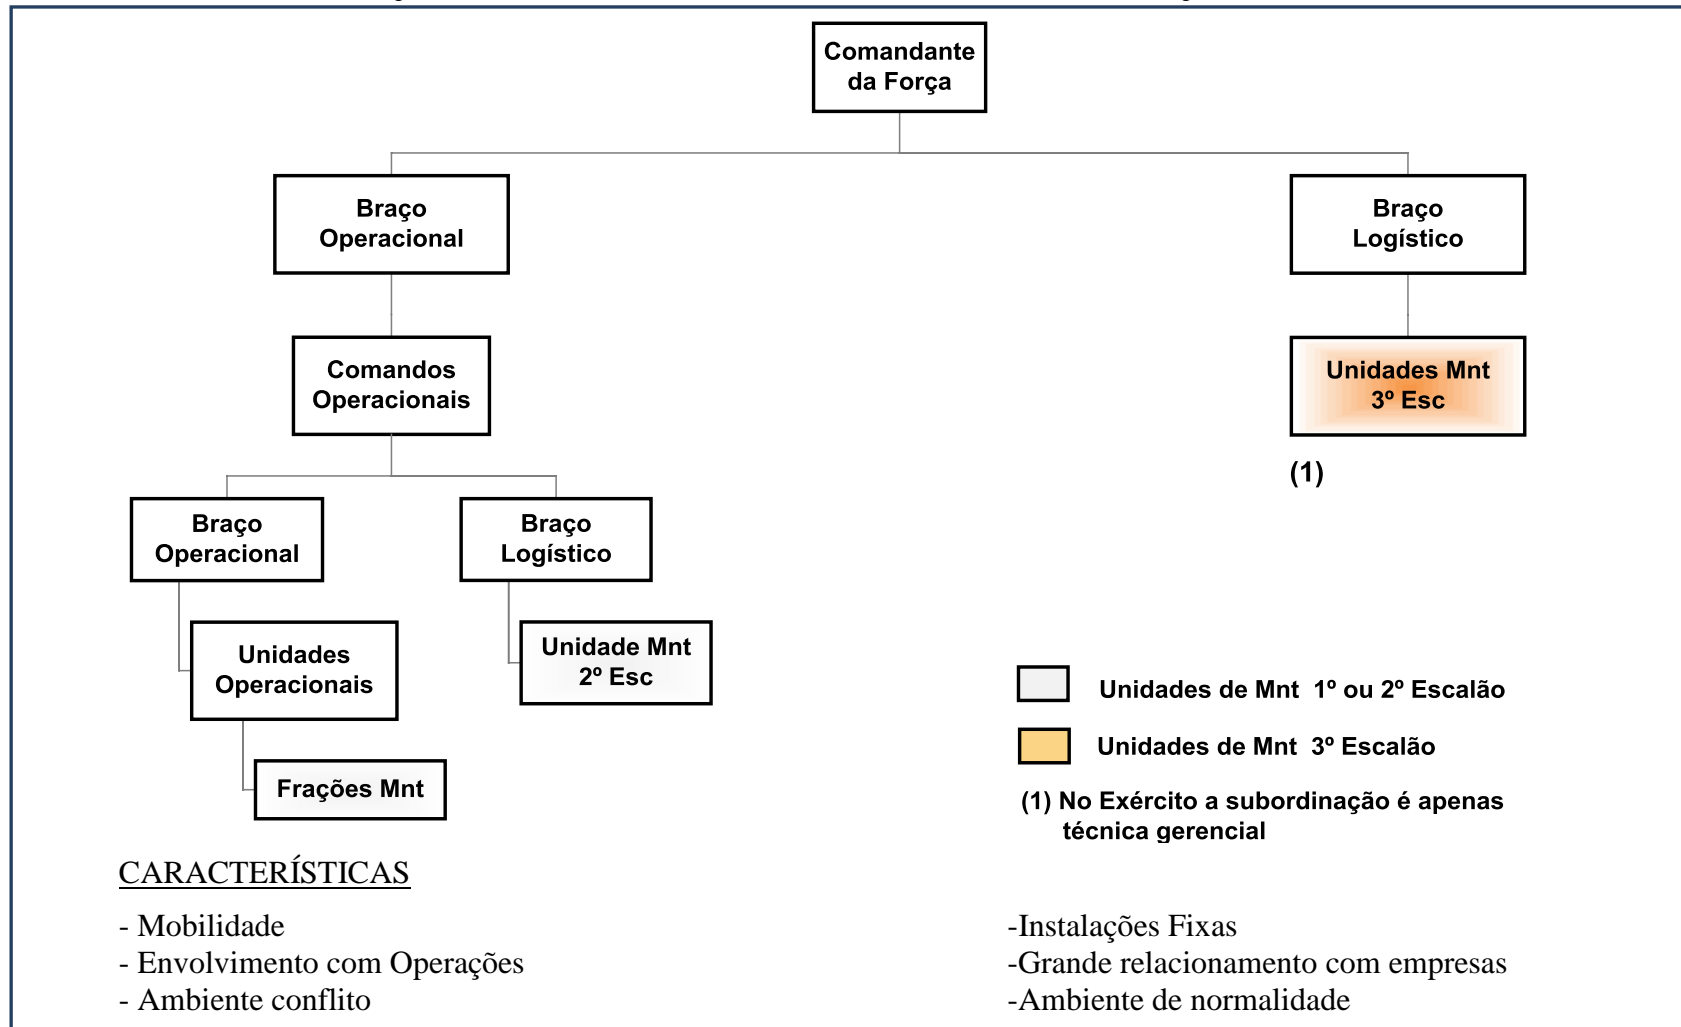 Comandante
da Força
Braço
Operacional
Braço
Logístico
Comandos
Operacionais
Unidades Mnt
3º Esc
(1)
Braço
Operacional
Braço
Logístico
Unidades
Operacionais
Unidade Mnt
2º Esc
Frações Mnt
Unidades de Mnt 1º ou 2º Escalão
Unidades de Mnt 3º Escalão
(1) No Exército a subordinação é apenas
técnica gerencial
CARACTERÍSTICAS
- Mobilidade
- Envolvimento com Operações
- Ambiente conflito
-Instalações Fixas
-Grande relacionamento com empresas
-Ambiente de normalidade